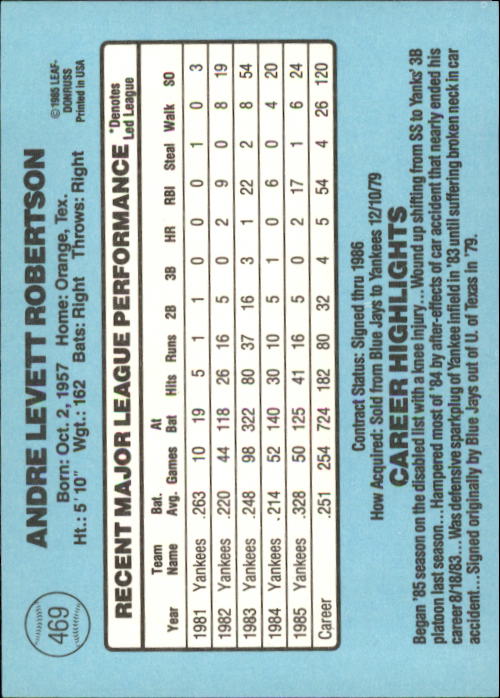 469
ANDRE LEVETT ROBERTSON
©1985 LEAF-
DONRUSS
Printed in USA
Born: Oct. 2, 1957 Home: Orange, Tex.
Ht.: 5'10" Wgt.: 162 Bats: Right Throws: Right
RECENT MAJOR LEAGUE PERFORMANCE
*Denotes
Led League
Year Team Name Bat. Avg. Games At Bat Hits Runs 2B 3B HR RBI Steal Walk SO
1981 Yankees .263 10 19 5 1 1 0 0 0 1 0 3
1982 Yankees .220 44 118 26 16 5 0 2 9 0 8 19
1983 Yankees .248 98 322 80 37 16 3 1 22 2 8 54
1984 Yankees .214 52 140 30 10 5 1 0 6 0 4 20
1985 Yankees .328 50 125 41 16 5 0 2 17 1 6 24
Career .251 254 724 182 80 32 4 5 54 4 26 120
Contract Status: Signed thru 1986
How Acquired: Sold from Blue Jays to Yankees 12/10/79
CAREER HIGHLIGHTS
Began '85 season on the disabled list with a knee injury...Wound up shifting from SS to Yanks' 3B
platoon last season...Hampered most of '84 by after-effects of car accident that nearly ended his
career 8/18/83...Was defensive sparkplug of Yankee infield in '83 until suffering broken neck in car
accident...Signed originally by Blue Jays out of U. of Texas in '79.